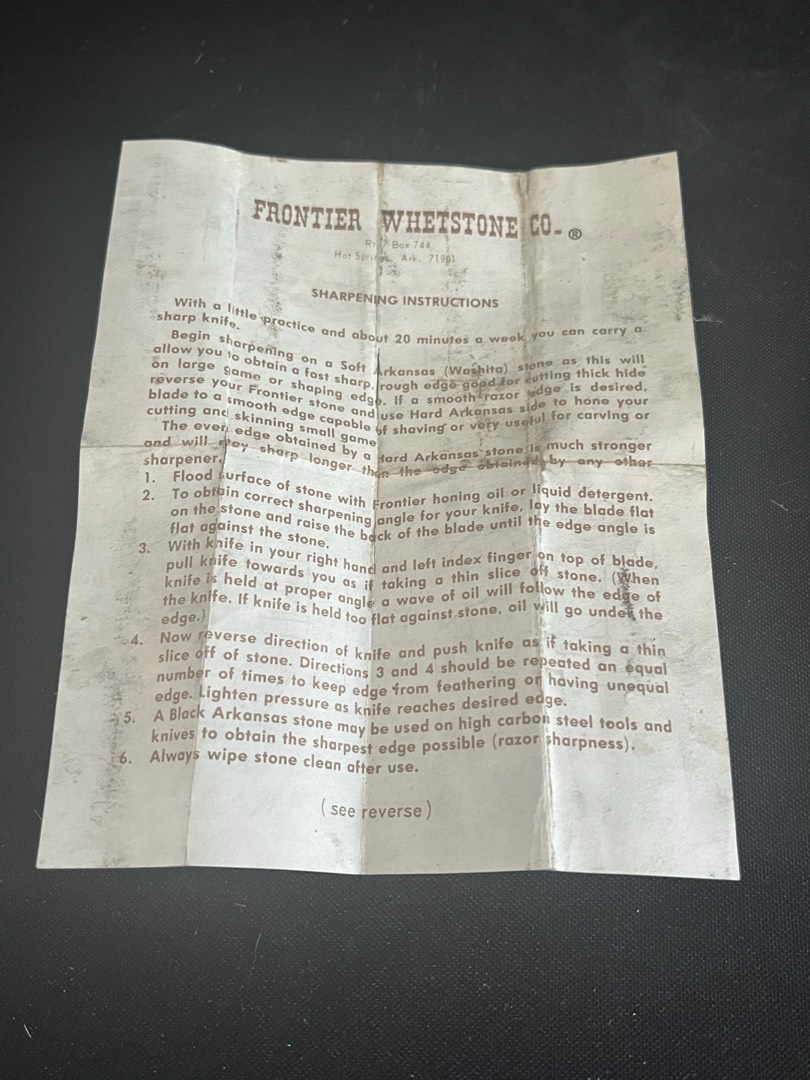 FRONTIER WHETSTONE CO. ®
Rt. 7 Box 744,
Hot Springs, Ark. 71901
SHARPENING INSTRUCTIONS
With a little practice and about 20 minutes a week you can carry a
sharp knife.
Begin sharpening on a Soft Arkansas (Washita) stone as this will
allow you to obtain a fast sharp, rough edge good for cutting thick hide
on large game or shaping edge. If a smooth razor edge is desired,
reverse your Frontier stone and use Hard Arkansas side to hone your
blade to a smooth edge capable of shaving or very useful for carving or
cutting and skinning small game.
The even edge obtained by a Hard Arkansas stone is much stronger
and will stay sharp longer than the edge obtained by any other
sharpener.
1. Flood surface of stone with Frontier honing oil or liquid detergent.
2. To obtain correct sharpening angle for your knife, lay the blade flat
on the stone and raise the back of the blade until the edge angle is
flat against the stone.
3. With knife in your right hand and left index finger on top of blade,
pull knife towards you as if taking a thin slice off stone. (When
knife is held at proper angle a wave of oil will follow the edge of
the knife. If knife is held too flat against stone, oil will go under the
edge.)
4. Now reverse direction of knife and push knife as if taking a thin
slice off of stone. Directions 3 and 4 should be repeated an equal
number of times to keep edge from feathering or having unequal
edge. Lighten pressure as knife reaches desired edge.
5. A Black Arkansas stone may be used on high carbon steel tools and
knives to obtain the sharpest edge possible (razor sharpness).
6. Always wipe stone clean after use.
(see reverse)